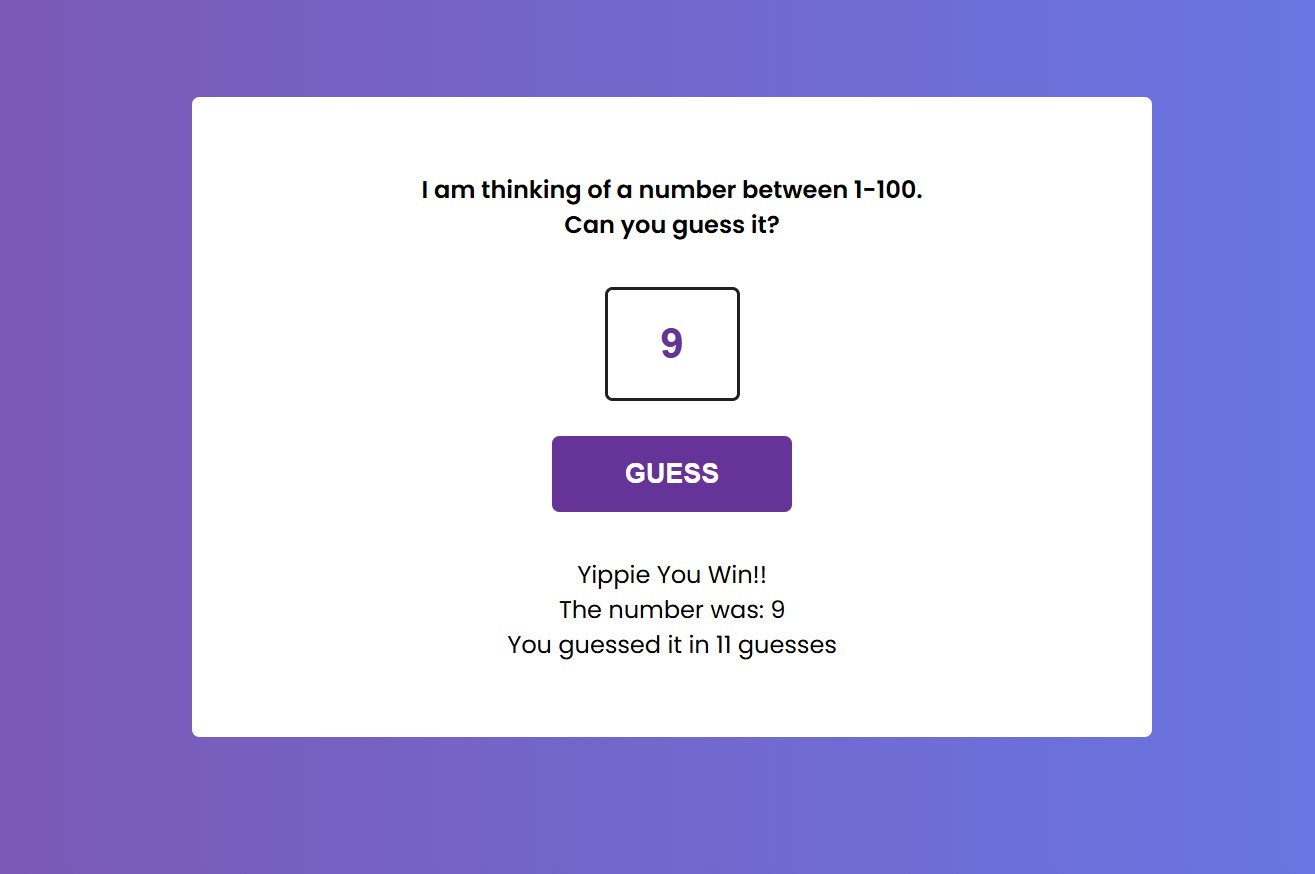 I am thinking of a number between 1-100.
Can you guess it?
9
GUESS
Yippie You Win!!
The number was: 9
You guessed it in 11 guesses